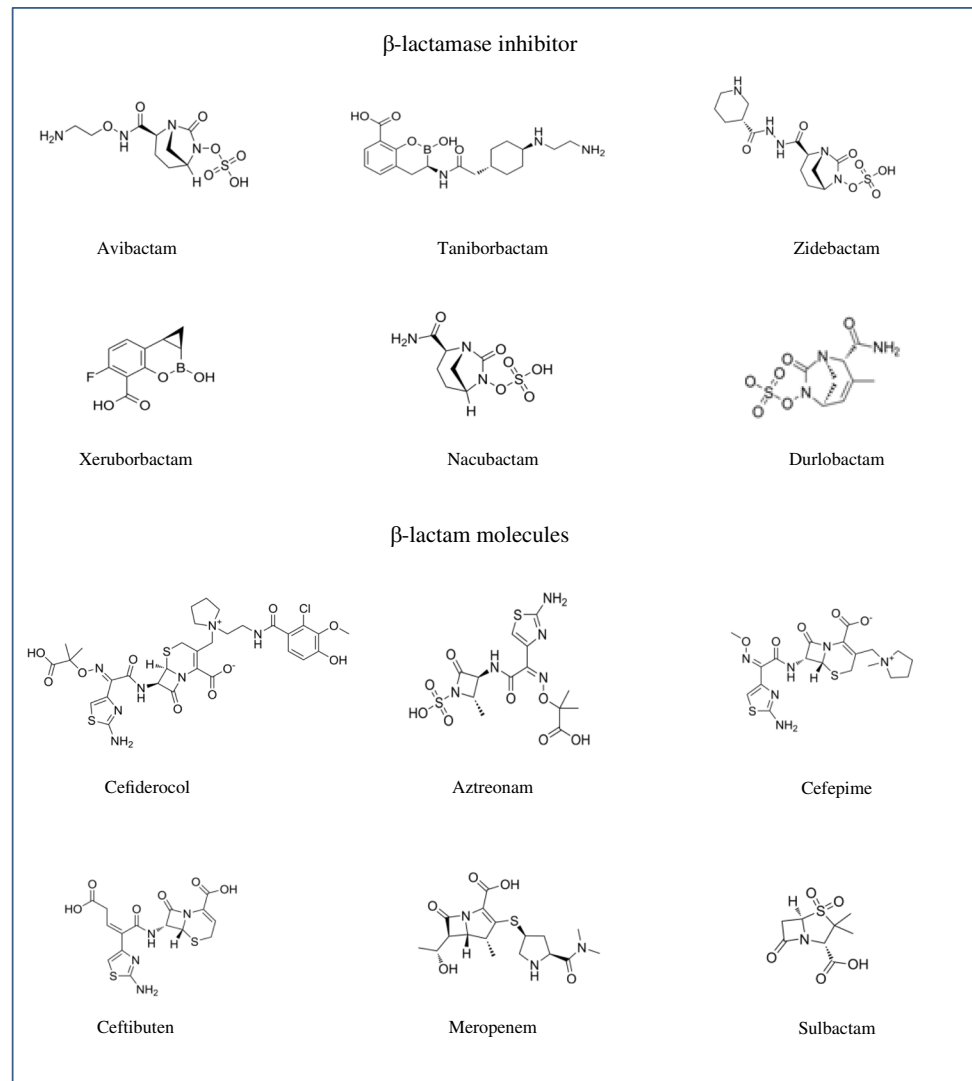 β-lactamase inhibitor
Avibactam
Taniborbactam
Zidebactam
Xeruborbactam
Nacubactam
Durlobactam
β-lactam molecules
Cefiderocol
Aztreonam
Cefepime
Ceftibuten
Meropenem
Sulbactam